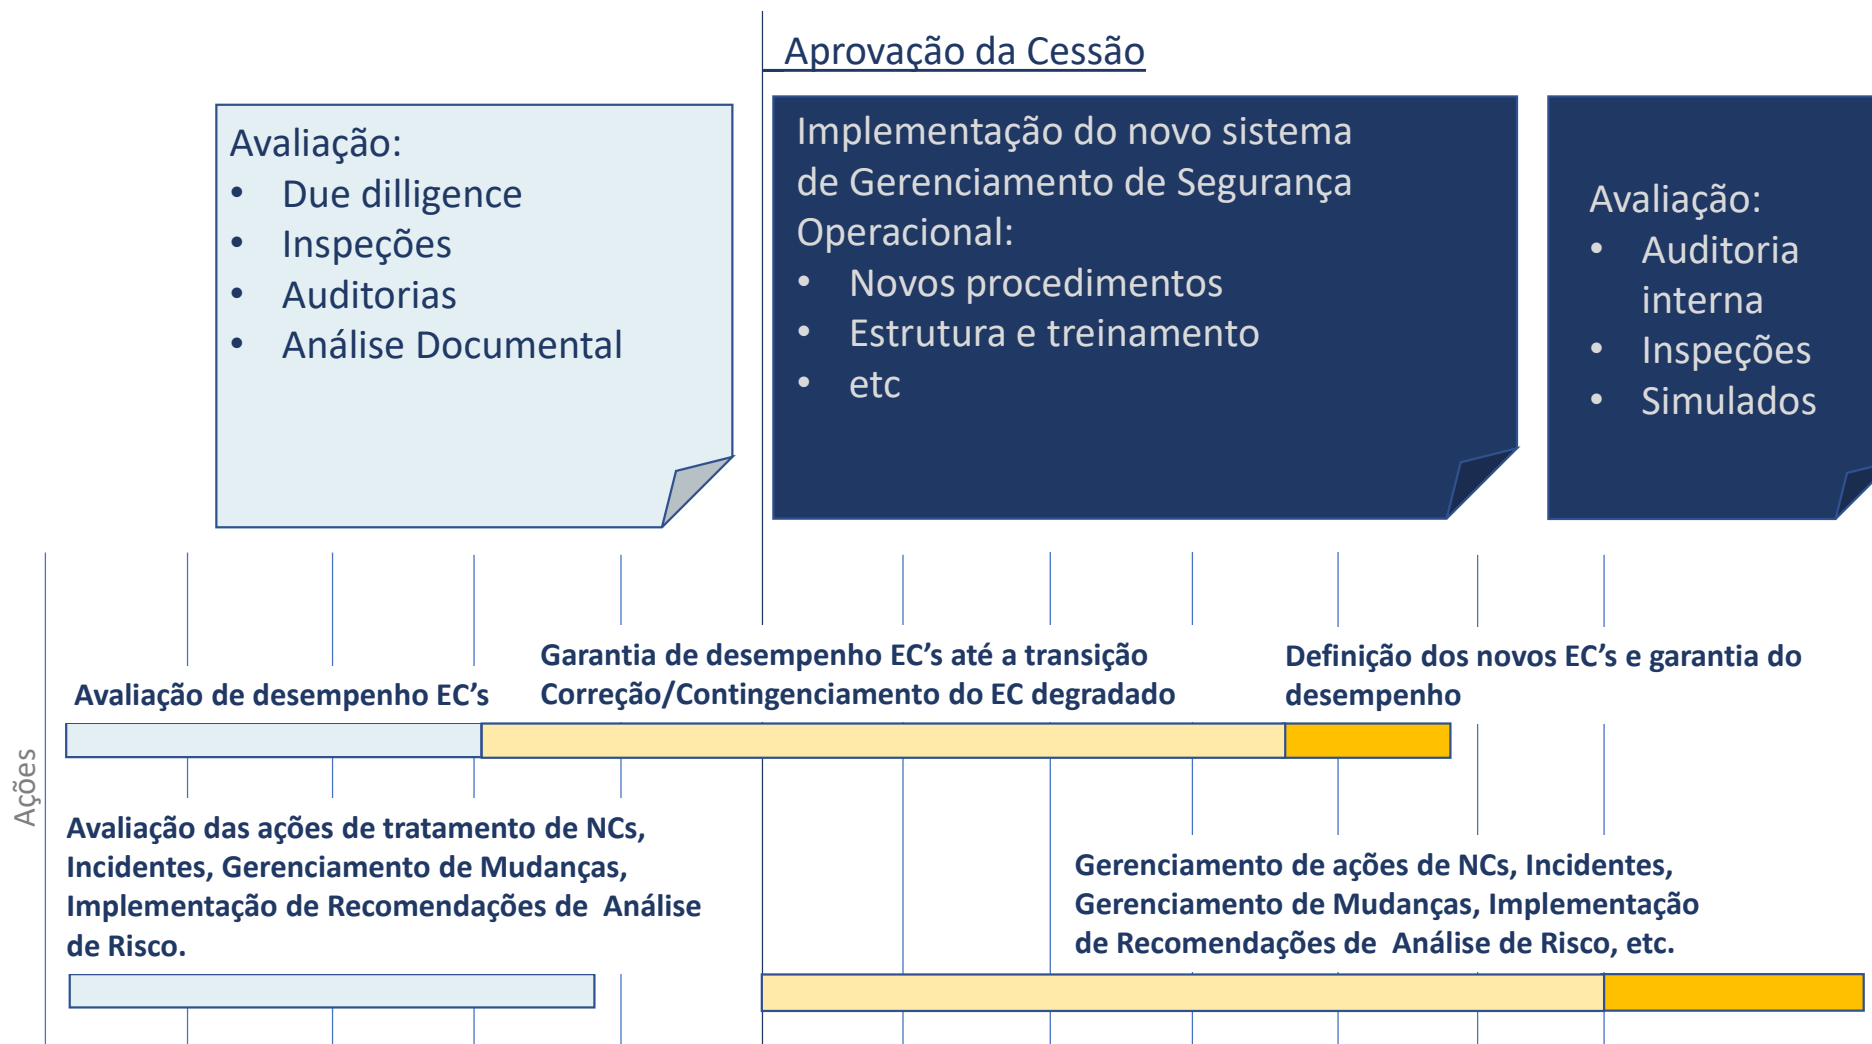 Aprovação da Cessão
Avaliação:
• Due dilligence
• Inspeções
• Auditorias
• Análise Documental
Implementação do novo sistema
de Gerenciamento de Segurança
Operacional:
• Novos procedimentos
• Estrutura e treinamento
• etc
Avaliação:
• Auditoria
interna
• Inspeções
• Simulados
Ações
Avaliação de desempenho EC’s
Garantia de desempenho EC’s até a transição
Correção/Contingenciamento do EC degradado
Definição dos novos EC’s e garantia do
desempenho
Avaliação das ações de tratamento de NCs,
Incidentes, Gerenciamento de Mudanças,
Implementação de Recomendações de Análise
de Risco.
Gerenciamento de ações de NCs, Incidentes,
Gerenciamento de Mudanças, Implementação
de Recomendações de Análise de Risco, etc.